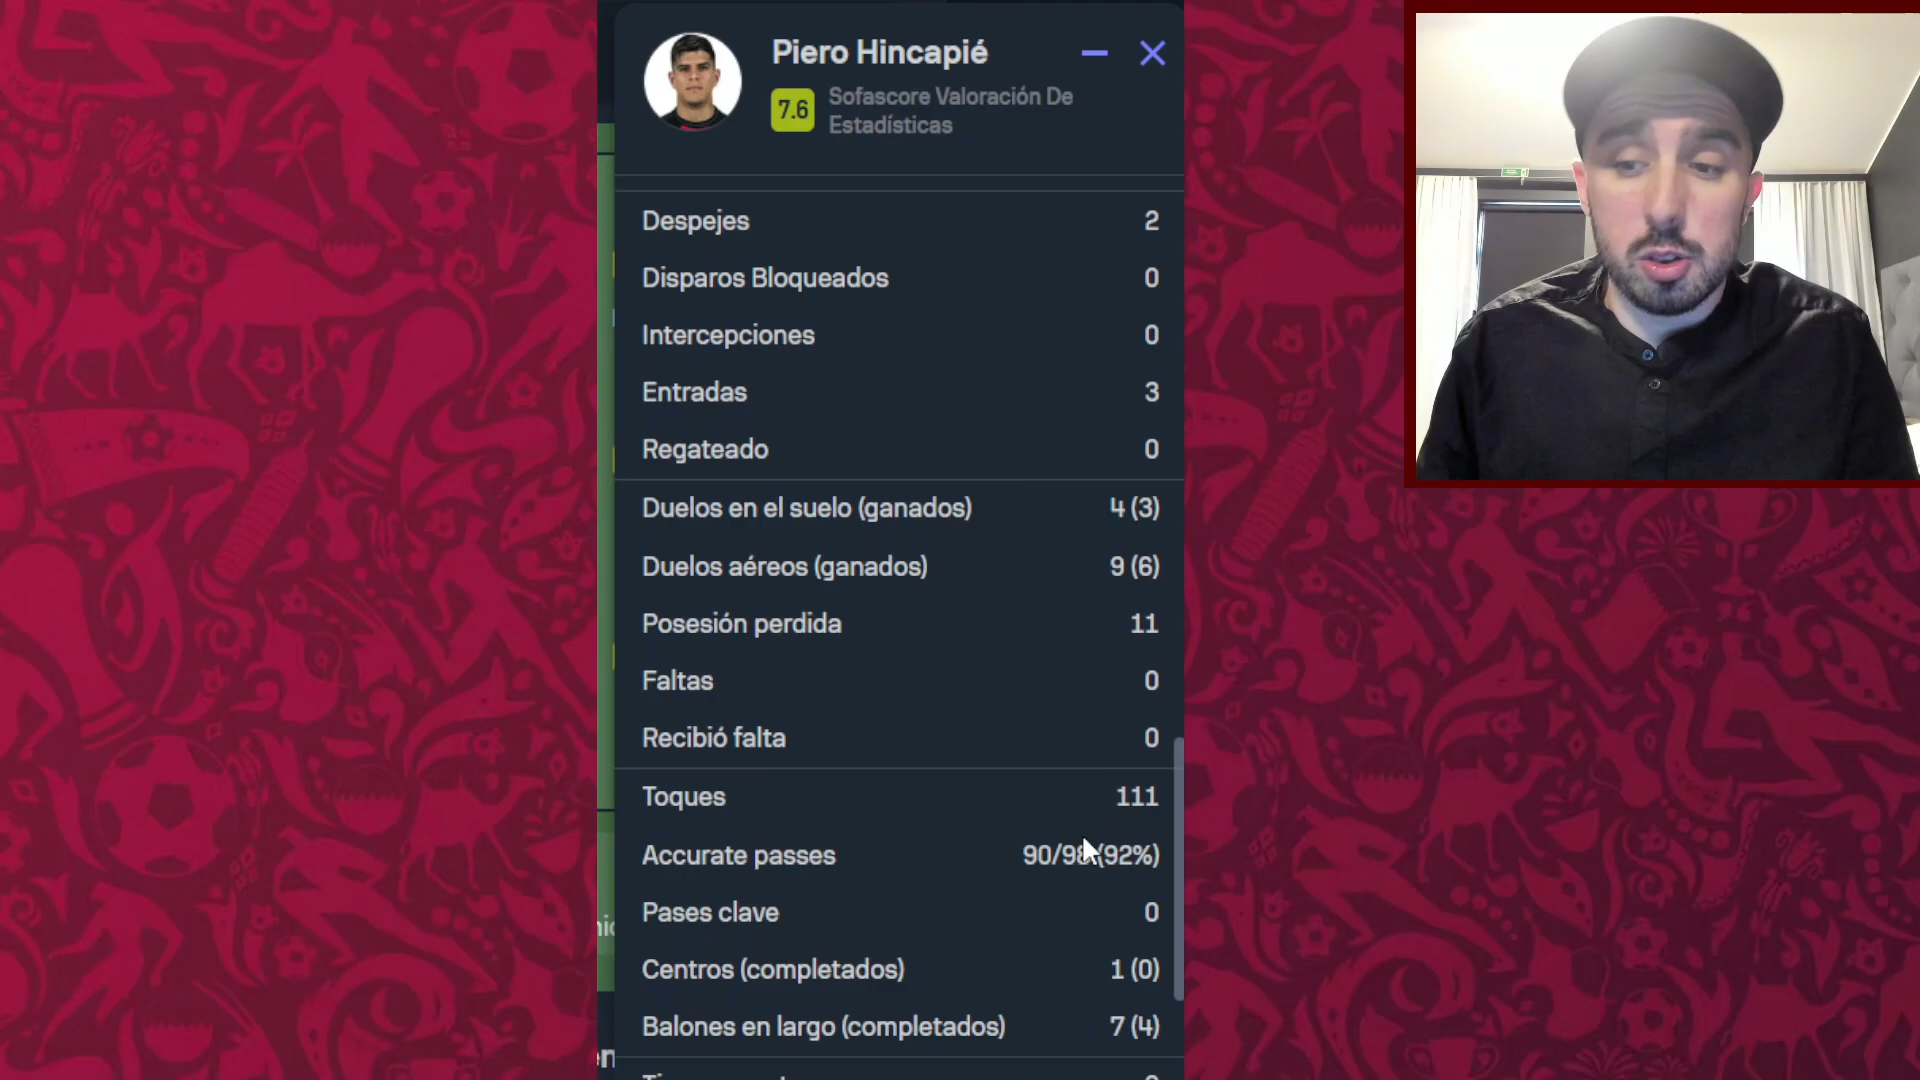 Piero Hincapié
7.6
Sofascore Valoración De
Estadísticas
Despejes 2
Disparos Bloqueados 0
Intercepciones 0
Entradas 3
Regateado 0
Duelos en el suelo (ganados) 4 (3)
Duelos aéreos (ganados) 9 (6)
Posesión perdida 11
Faltas 0
Recibió falta 0
Toques 111
Accurate passes 90/98 (92%)
Pases clave 0
Centros (completados) 1 (0)
Balones en largo (completados) 7 (4)